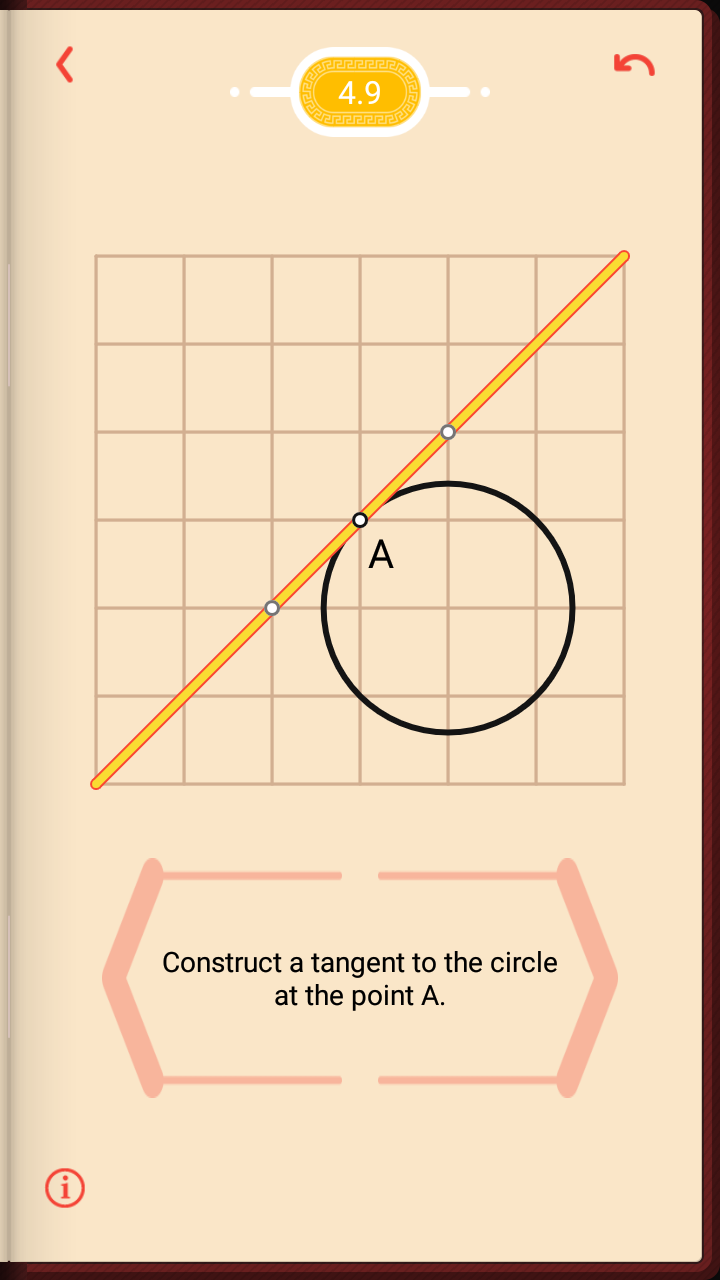 4.9
A
Construct a tangent to the circle
at the point A.
i